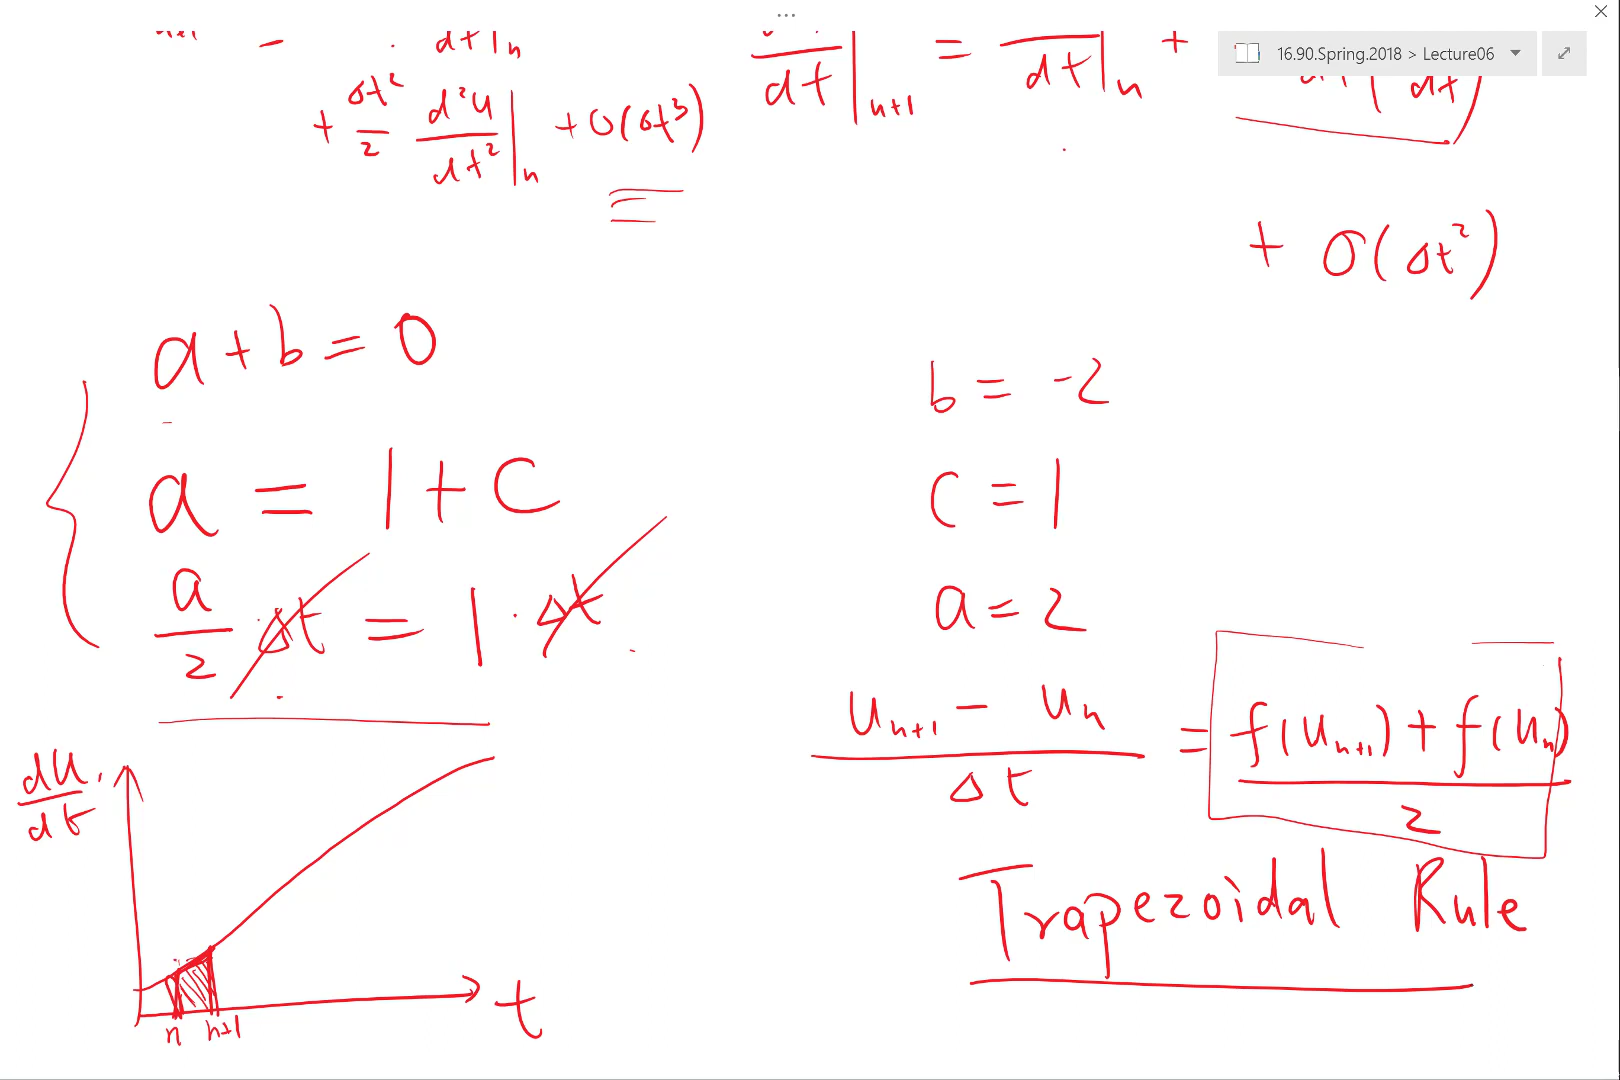 16.90.Spring.2018 > Lecture06
dt|n
+ Δt²/2 d²u/dt²|n + O(Δt³)
dt|n+1 = dt|n +
+ O(Δt²)
a + b = 0
a = 1 + c
a/2 Δt = 1 · Δt
b = -2
c = 1
a = 2
(un+1 - un)/Δt = (f(un+1) + f(un))/2
Trapezoidal Rule
du/dt
n n+1
t